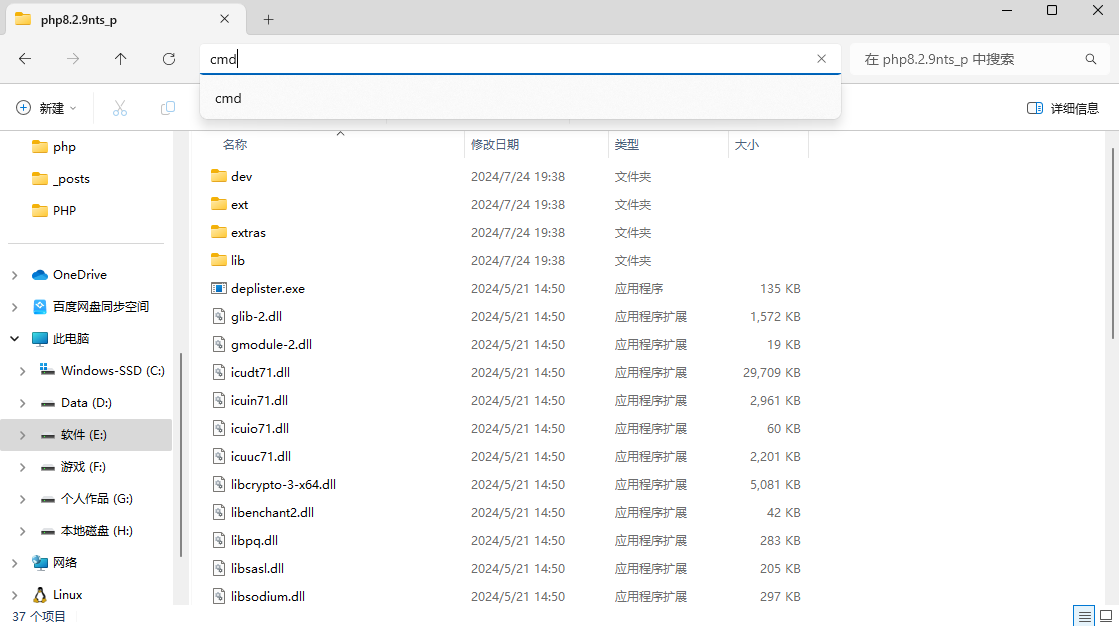 php8.2.9nts_p
cmd
在 php8.2.9nts_p 中搜索
cmd
新建
详细信息
php
_posts
PHP
OneDrive
百度网盘同步空间
此电脑
Windows-SSD (C:)
Data (D:)
软件 (E:)
游戏 (F:)
个人作品 (G:)
本地磁盘 (H:)
网络
Linux
名称 修改日期 类型 大小
dev 2024/7/24 19:38 文件夹
ext 2024/7/24 19:38 文件夹
extras 2024/7/24 19:38 文件夹
lib 2024/7/24 19:38 文件夹
deplister.exe 2024/5/21 14:50 应用程序 135 KB
glib-2.dll 2024/5/21 14:50 应用程序扩展 1,572 KB
gmodule-2.dll 2024/5/21 14:50 应用程序扩展 19 KB
icudt71.dll 2024/5/21 14:50 应用程序扩展 29,709 KB
icuin71.dll 2024/5/21 14:50 应用程序扩展 2,961 KB
icuio71.dll 2024/5/21 14:50 应用程序扩展 60 KB
icuuc71.dll 2024/5/21 14:50 应用程序扩展 2,201 KB
libcrypto-3-x64.dll 2024/5/21 14:50 应用程序扩展 5,081 KB
libenchant2.dll 2024/5/21 14:50 应用程序扩展 42 KB
libpq.dll 2024/5/21 14:50 应用程序扩展 283 KB
libsasl.dll 2024/5/21 14:50 应用程序扩展 205 KB
libsodium.dll 2024/5/21 14:50 应用程序扩展 297 KB
37 个项目